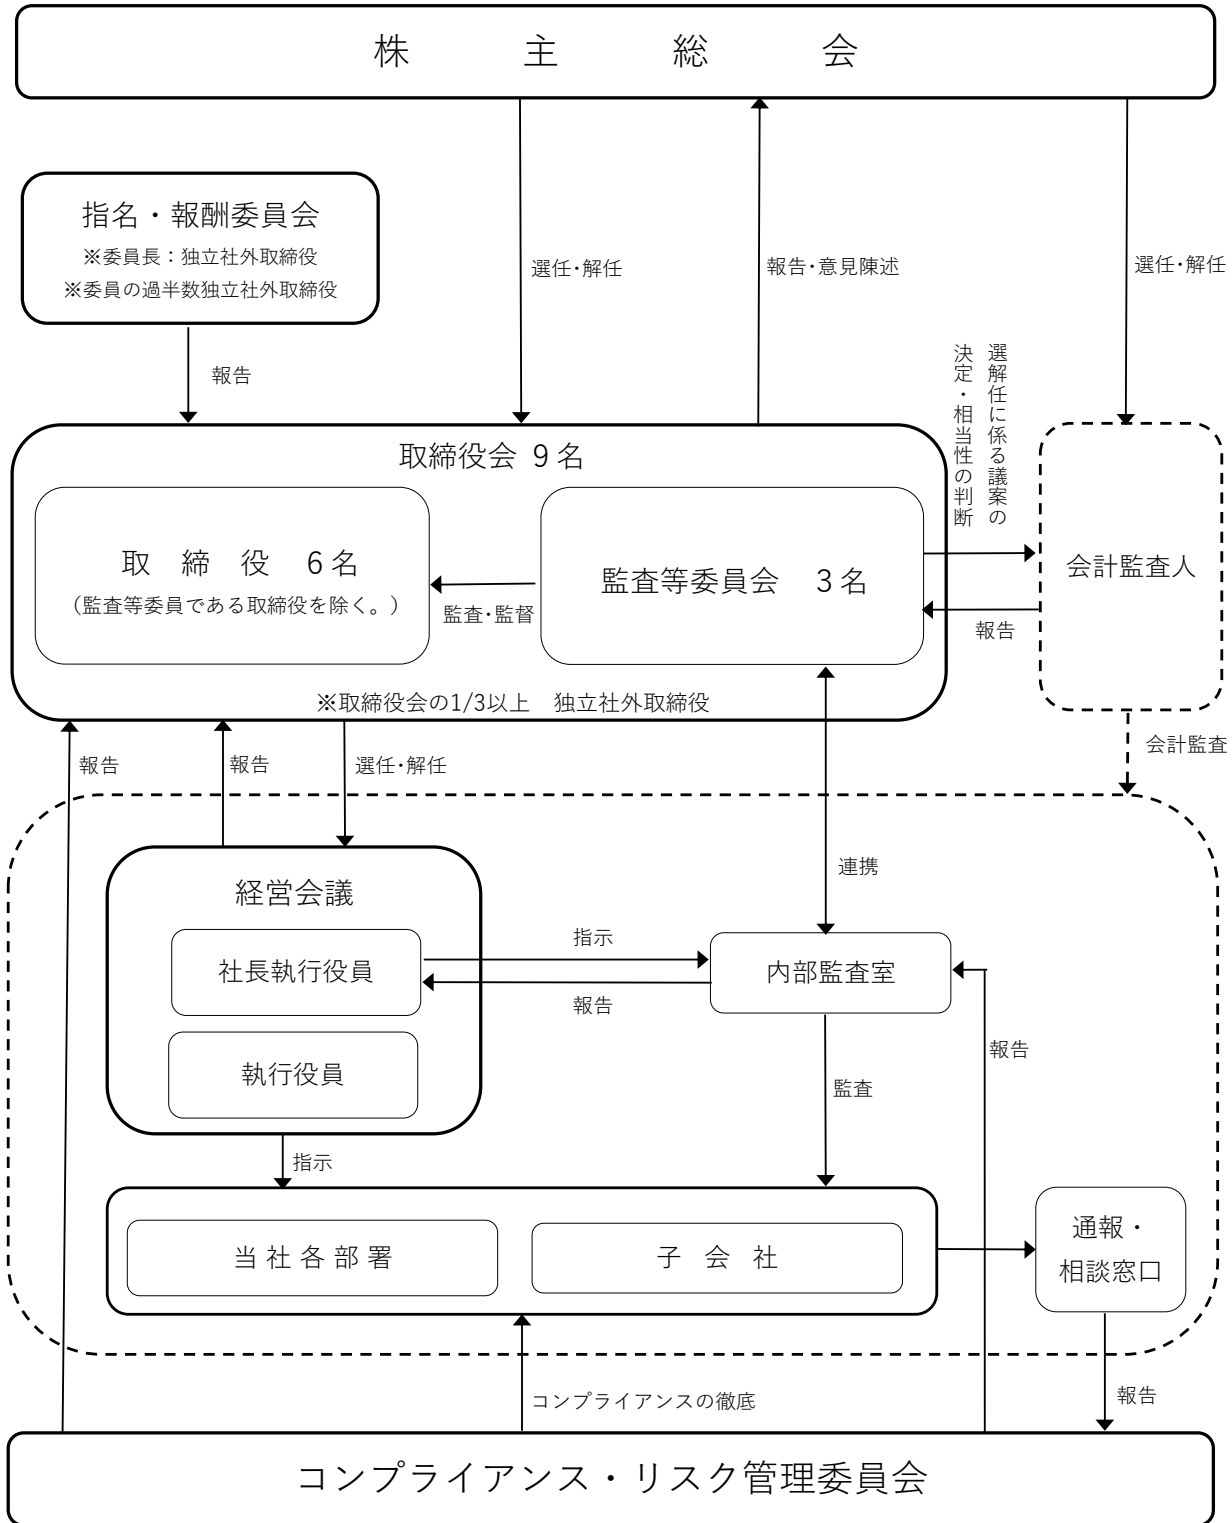 株主総会
指名・報酬委員会
※委員長：独立社外取締役
※委員の過半数独立社外取締役
選任・解任
報告・意見陳述
選任・解任
報告
選解任に係る議案の
決定・相当性の判断
取締役会 9名
取締役 6名
（監査等委員である取締役を除く。）
監査・監督
監査等委員会 3名
会計監査人
報告
※取締役会の1/3以上 独立社外取締役
会計監査
報告
報告
選任・解任
連携
経営会議
社長執行役員
執行役員
指示
報告
内部監査室
報告
監査
指示
当社各部署
子会社
通報・
相談窓口
コンプライアンスの徹底
報告
コンプライアンス・リスク管理委員会